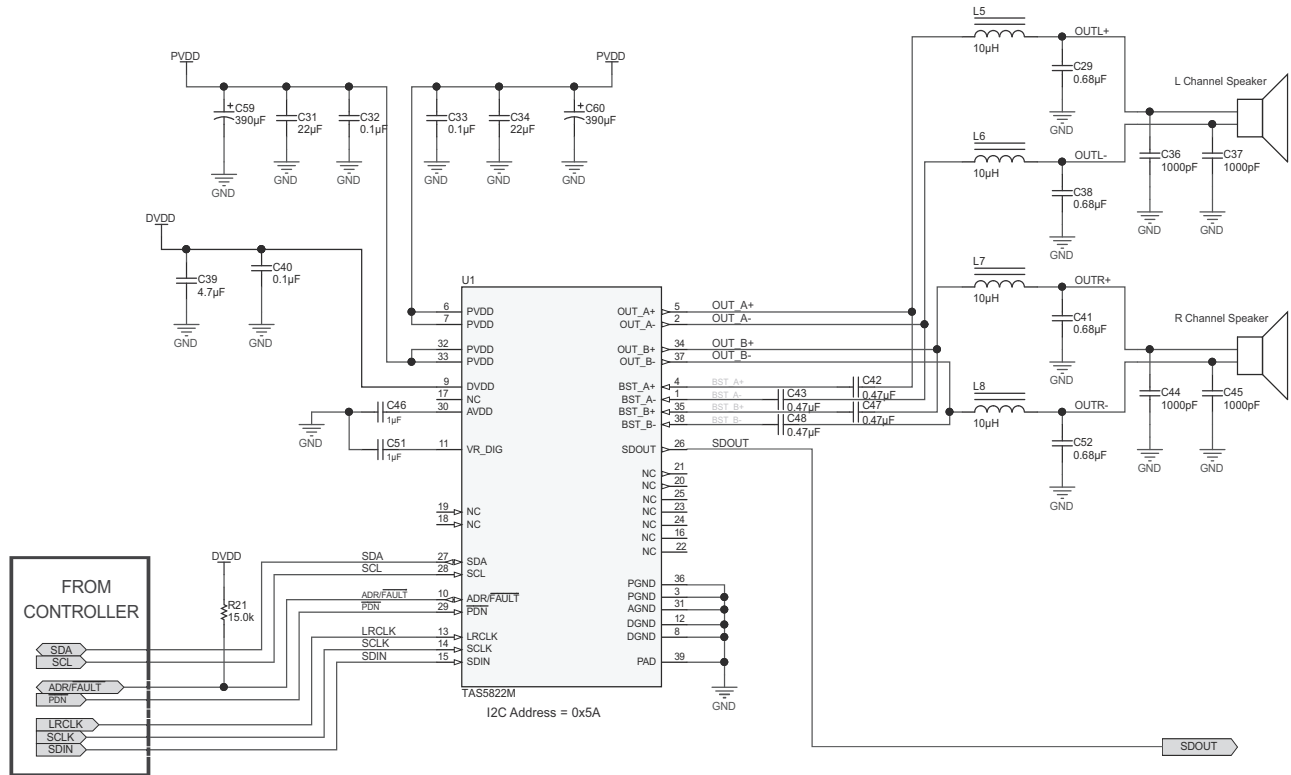 L5
10µH
OUTL+
C29
0.68µF
GND
L Channel Speaker
PVDD
PVDD
C59
390µF
C31
22µF
C32
0.1µF
C33
0.1µF
C34
22µF
C60
390µF
+
+
GND
GND
GND
GND
GND
GND
L6
10µH
OUTL-
C38
0.68µF
GND
C36
1000pF
C37
1000pF
GND
GND
DVDD
C39
4.7µF
C40
0.1µF
GND
GND
L7
10µH
OUTR+
C41
0.68µF
GND
R Channel Speaker
C44
1000pF
C45
1000pF
GND
GND
L8
10µH
OUTR-
C52
0.68µF
GND
U1
6 PVDD
7 PVDD
32 PVDD
33 PVDD
9 DVDD
17 NC
30 AVDD
11 VR_DIG
19 NC
18 NC
27 SDA
28 SCL
10 ADR/FAULT
29 PDN
13 LRCLK
14 SCLK
15 SDIN
OUT_A+ 5 OUT_A+
OUT_A- 2 OUT_A-
OUT_B+ 34 OUT_B+
OUT_B- 37 OUT_B-
BST_A+ 4 BST_A+
BST_A- 1 BST_A-
BST_B+ 35 BST_B+
BST_B- 38 BST_B-
SDOUT 26 SDOUT
NC 21
NC 20
NC 25
NC 23
NC 24
NC 16
NC 22
PGND 36
PGND 3
AGND 31
DGND 12
DGND 8
PAD 39
GND
C42
0.47µF
C43
0.47µF
C47
0.47µF
C48
0.47µF
C46
1µF
C51
1µF
GND
TAS5822M
I2C Address = 0x5A
DVDD
R21
15.0k
SDA
SCL
ADR/FAULT
PDN
LRCLK
SCLK
SDIN
FROM
CONTROLLER
SDA
SCL
ADR/FAULT
PDN
LRCLK
SCLK
SDIN
SDOUT